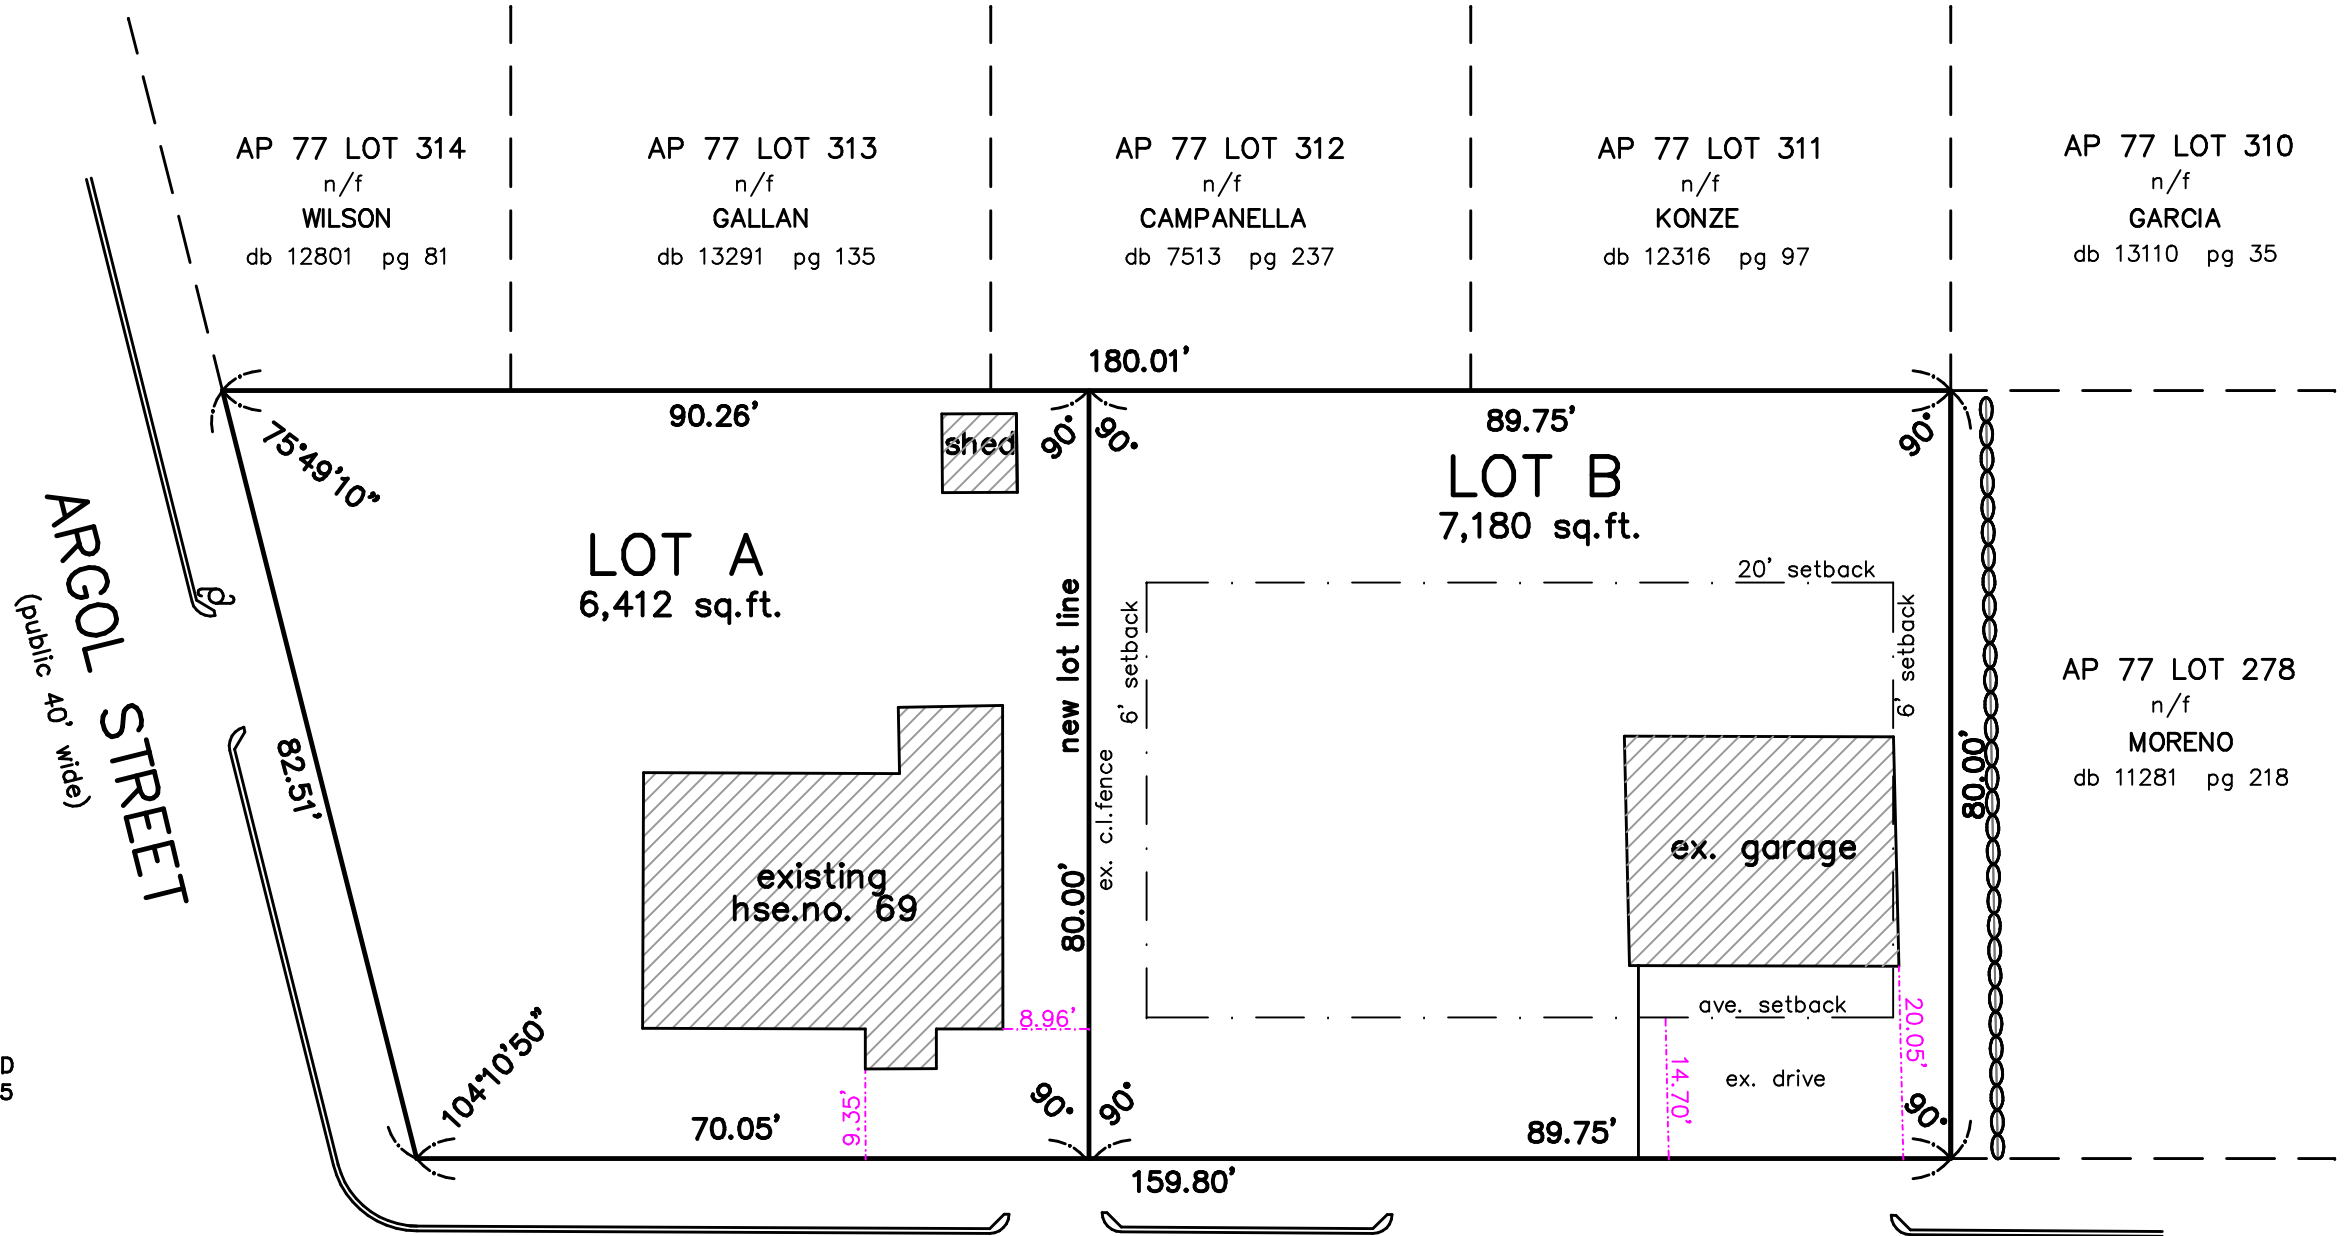 AP 77 LOT 314
n/f
WILSON
db 12801 pg 81
AP 77 LOT 313
n/f
GALLAN
db 13291 pg 135
AP 77 LOT 312
n/f
CAMPANELLA
db 7513 pg 237
AP 77 LOT 311
n/f
KONZE
db 12316 pg 97
AP 77 LOT 310
n/f
GARCIA
db 13110 pg 35
180.01'
90.26'
89.75'
75°49'10"
shed
90°
90°
90°
LOT A
6,412 sq.ft.
LOT B
7,180 sq.ft.
ARGOL STREET
(public 40' wide)
82.51'
new lot line
80.00'
ex. c.l.fence
6' setback
20' setback
6' setback
80.00'
AP 77 LOT 278
n/f
MORENO
db 11281 pg 218
existing
hse.no. 69
ex. garage
8.96'
9.35'
ave. setback
ex. drive
14.70'
20.05'
D
5
104°10'50"
70.05'
90°
90°
89.75'
90°
159.80'